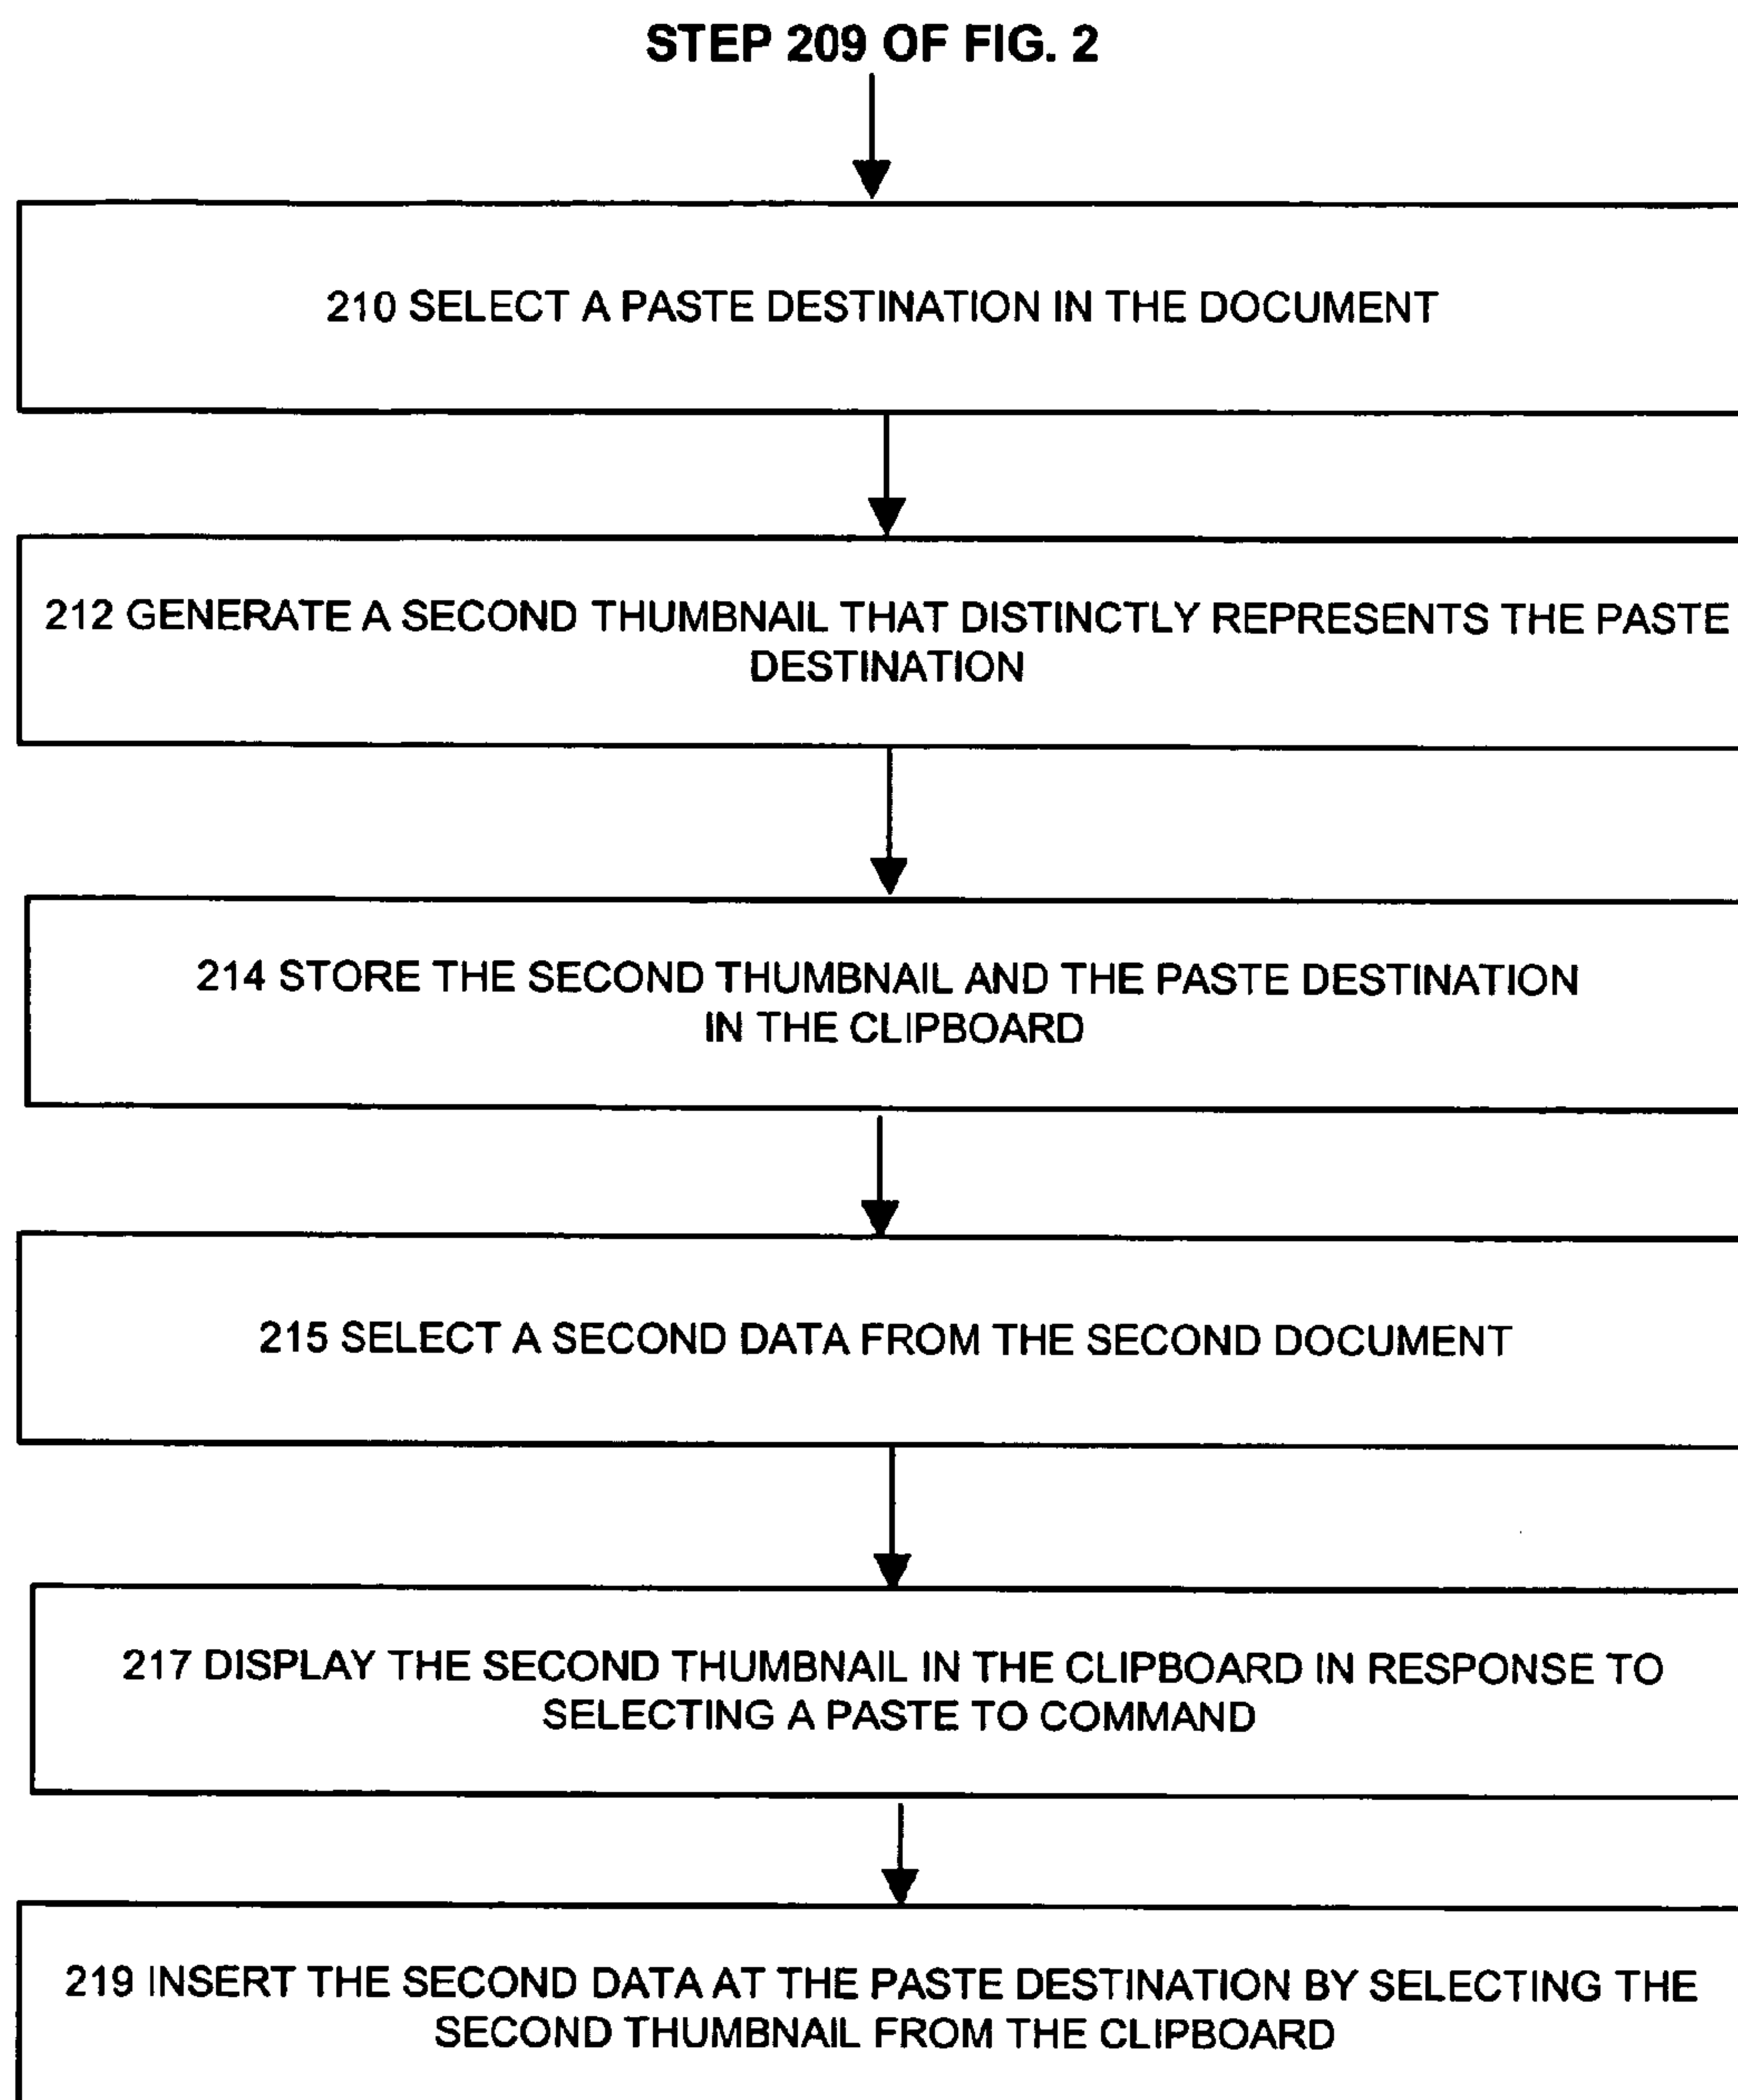 STEP 209 OF FIG. 2
210 SELECT A PASTE DESTINATION IN THE DOCUMENT
212 GENERATE A SECOND THUMBNAIL THAT DISTINCTLY REPRESENTS THE PASTE
DESTINATION
214 STORE THE SECOND THUMBNAIL AND THE PASTE DESTINATION
IN THE CLIPBOARD
215 SELECT A SECOND DATA FROM THE SECOND DOCUMENT
217 DISPLAY THE SECOND THUMBNAIL IN THE CLIPBOARD IN RESPONSE TO
SELECTING A PASTE TO COMMAND
219 INSERT THE SECOND DATA AT THE PASTE DESTINATION BY SELECTING THE
SECOND THUMBNAIL FROM THE CLIPBOARD